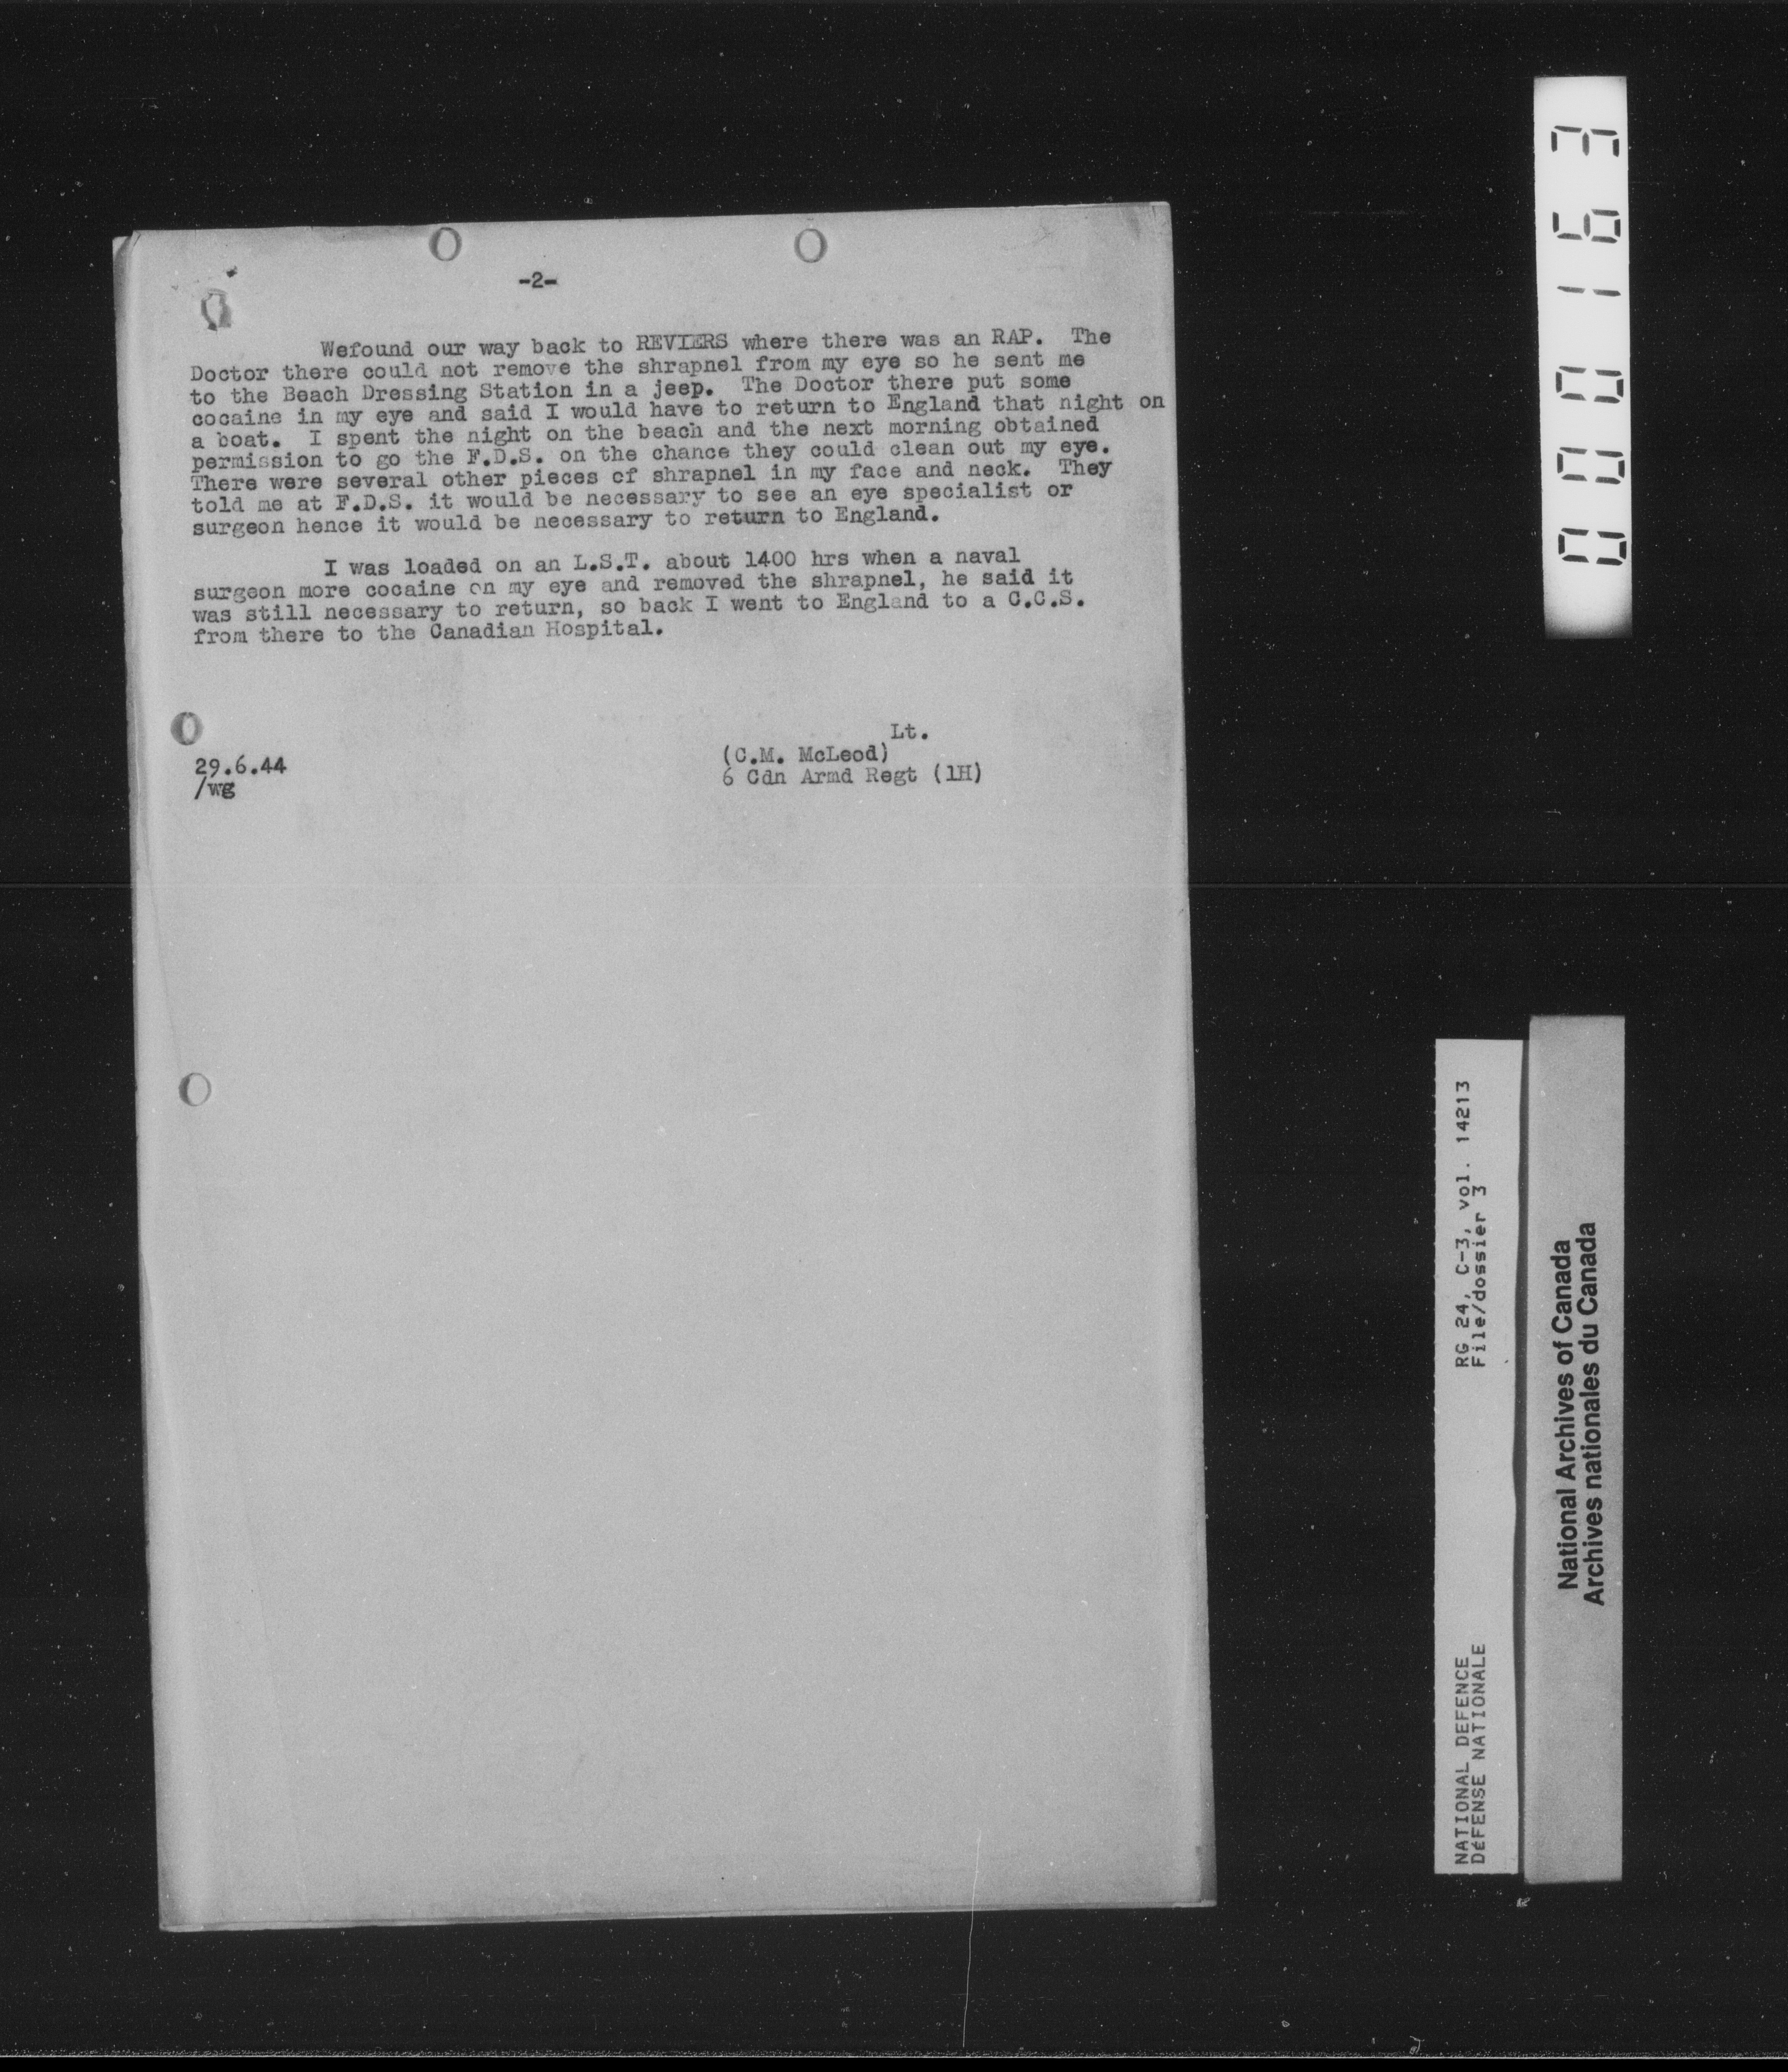 -2-
Wefound our way back to REVIERS where there was an RAP. The
Doctor there could not remove the shrapnel from my eye so he sent me
to the Beach Dressing Station in a jeep. The Doctor there put some
cocaine in my eye and said I would have to return to England that night on
a boat. I spent the night on the beach and the next morning obtained
permission to go the F.D.S. on the chance they could clean out my eye.
There were several other pieces of shrapnel in my face and neck. They
told me at F.D.S. it would be necessary to see an eye specialist or
surgeon hence it would be necessary to return to England.
I was loaded on an L.S.T. about 1400 hrs when a naval
surgeon more cocaine on my eye and removed the shrapnel, he said it
was still necessary to return, so back I went to England to a C.C.S.
from there to the Canadian Hospital.
Lt.
(C.M. McLeod)
6 Cdn Armd Regt (1H)
29.6.44
/wg
0000163
NATIONAL DEFENCE RG 24, C-3, vol. 14213
DéFENSE NATIONALE File/dossier 3
National Archives of Canada
Archives nationales du Canada